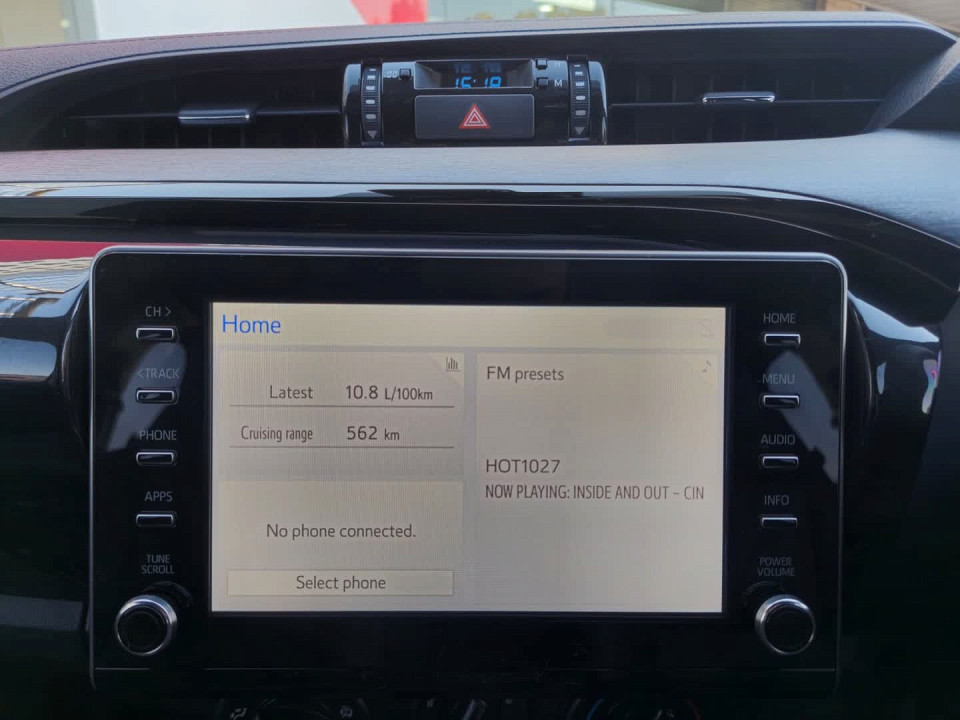 16:18
M
CH >
<TRACK
PHONE
APPS
TUNE
SCROLL
Home
Latest 10.8 L/100km
Cruising range 562 km
No phone connected.
Select phone
FM presets
HOT1027
NOW PLAYING: INSIDE AND OUT – CIN
HOME
MENU
AUDIO
INFO
POWER
VOLUME